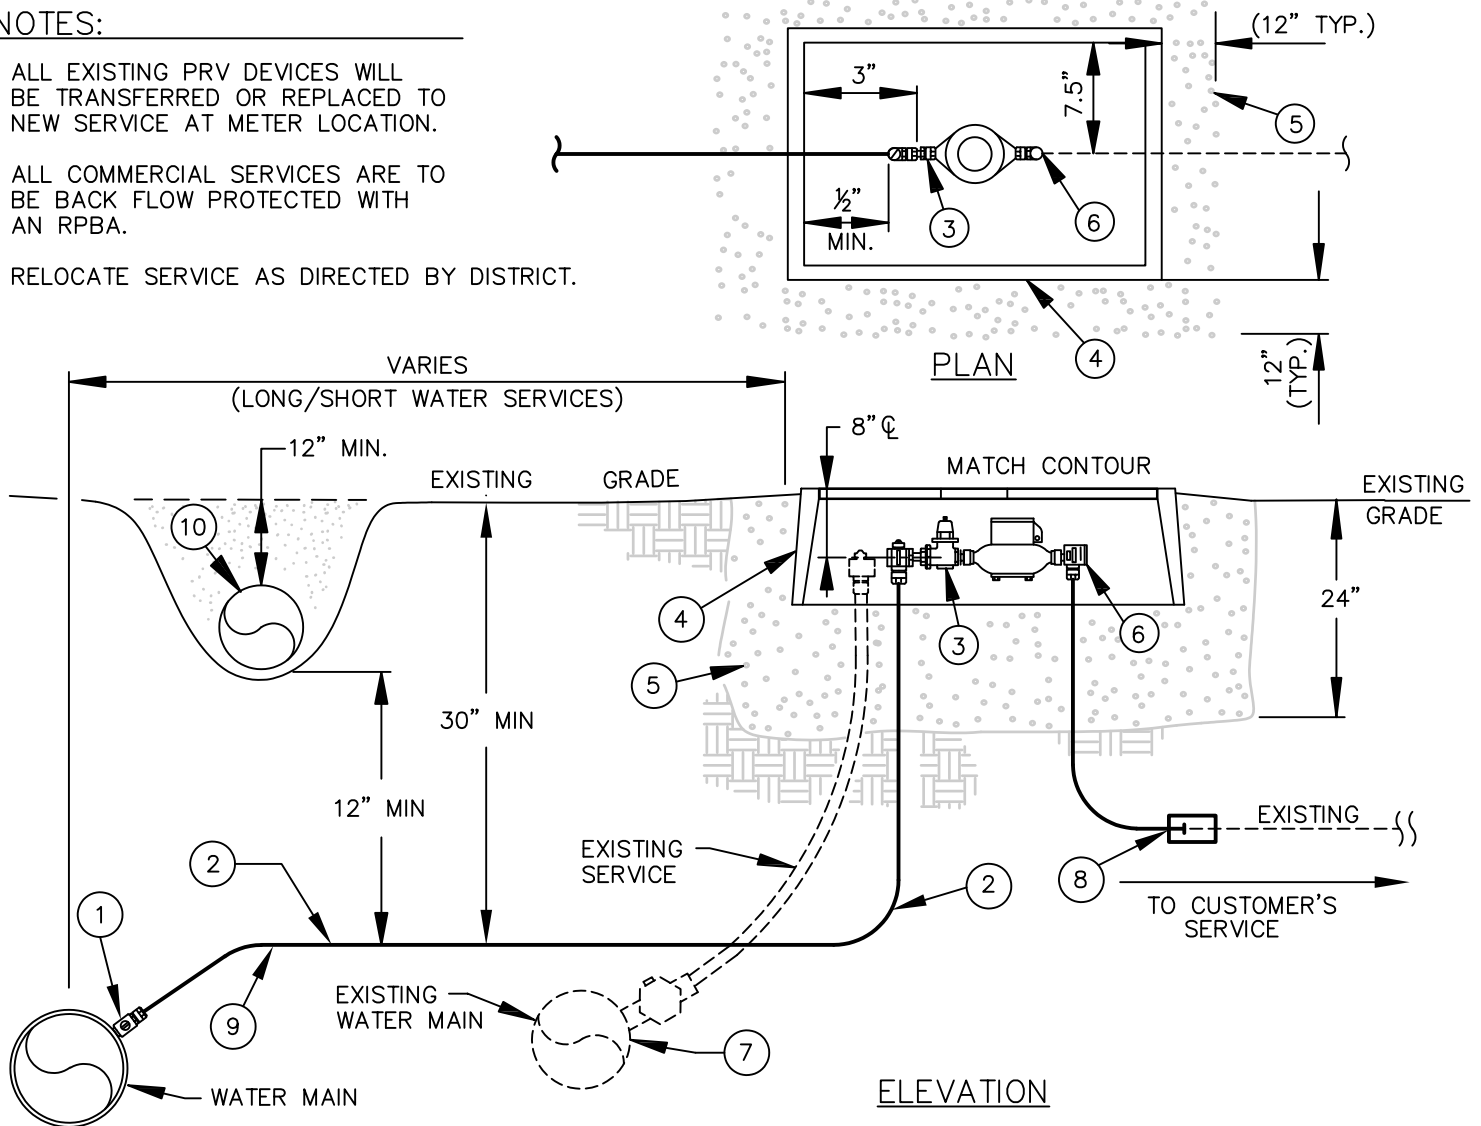 NOTES:
ALL EXISTING PRV DEVICES WILL
BE TRANSFERRED OR REPLACED TO
NEW SERVICE AT METER LOCATION.
ALL COMMERCIAL SERVICES ARE TO
BE BACK FLOW PROTECTED WITH
AN RPBA.
RELOCATE SERVICE AS DIRECTED BY DISTRICT.
(12" TYP.)
3"
7.5"
5
½"
MIN.
3
6
4
12"
(TYP.)
PLAN
VARIES
(LONG/SHORT WATER SERVICES)
12" MIN.
8" ℄
EXISTING GRADE
MATCH CONTOUR
EXISTING
GRADE
10
4
24"
3
6
5
30" MIN
12" MIN
EXISTING
2
EXISTING
SERVICE
2
8
TO CUSTOMER'S
SERVICE
1
9
EXISTING
WATER MAIN
7
WATER MAIN
ELEVATION